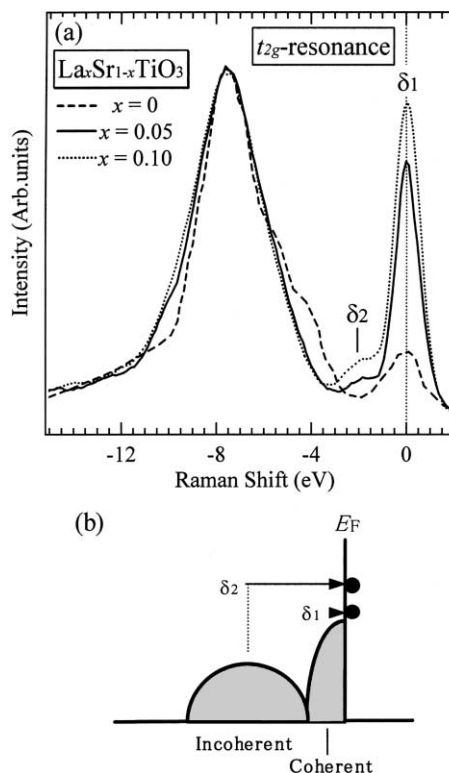 (a)
t2g-resonance
LaxSr1-xTiO3
δ1
x = 0
x = 0.05
x = 0.10
δ2
Intensity (Arb.units)
-12 -8 -4 0
Raman Shift (eV)
(b)
EF
δ2
δ1
Incoherent
Coherent